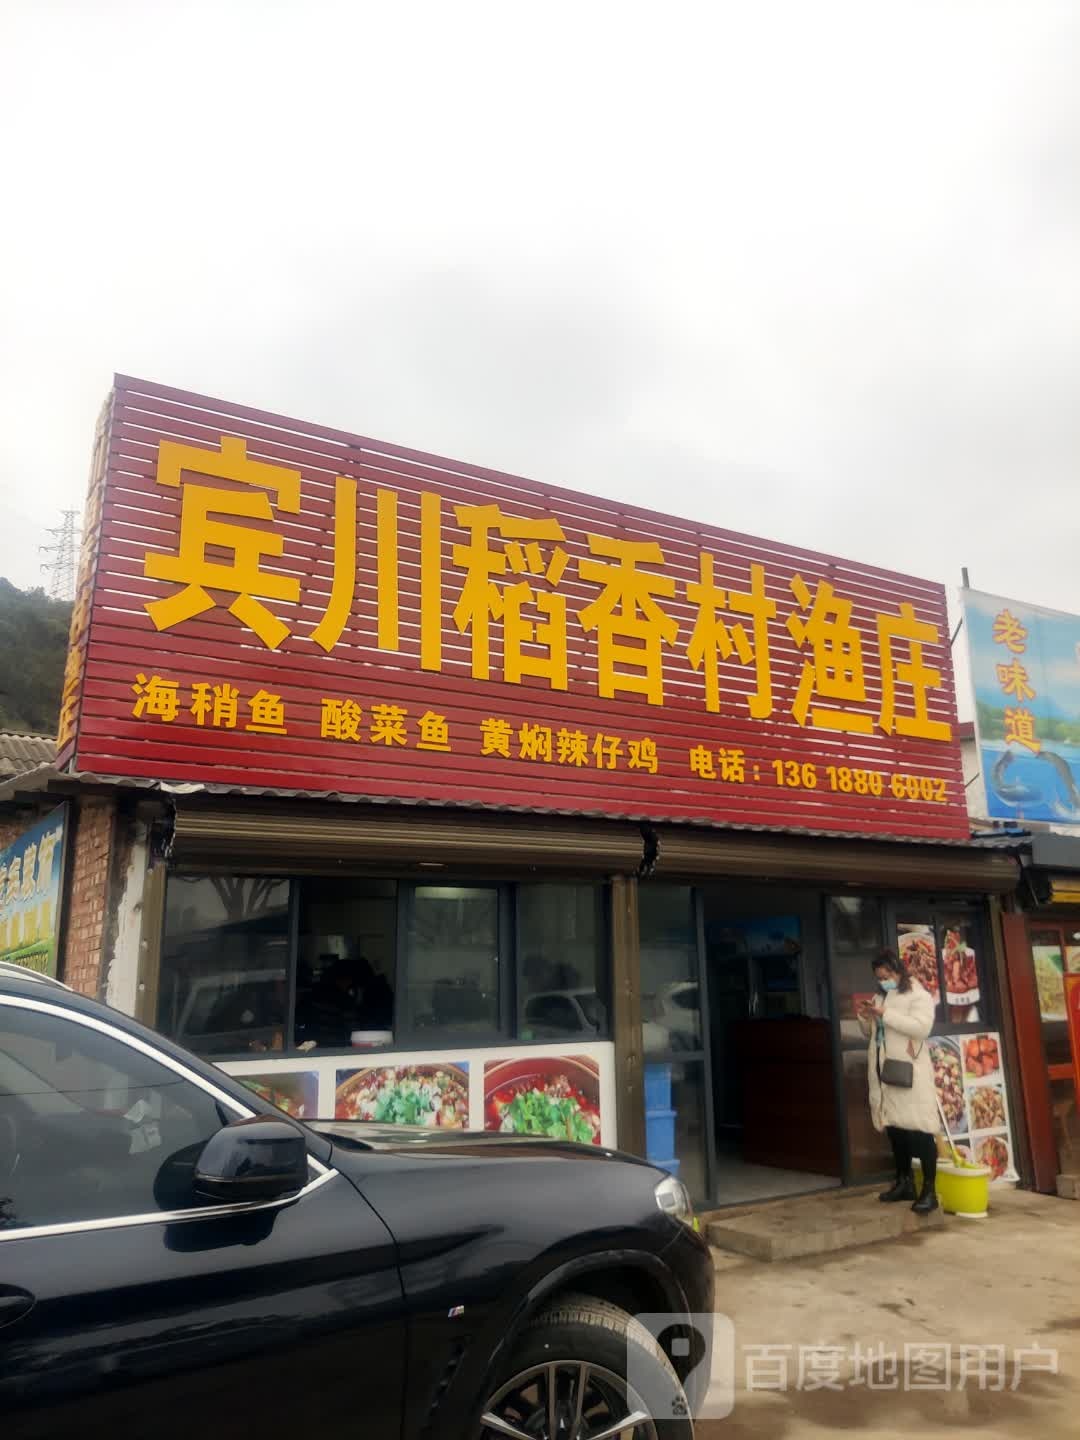 宾川稻香村渔庄
海稍鱼 酸菜鱼 黄焖辣仔鸡 电话：136 1880 6002
老味道
百度地图用户